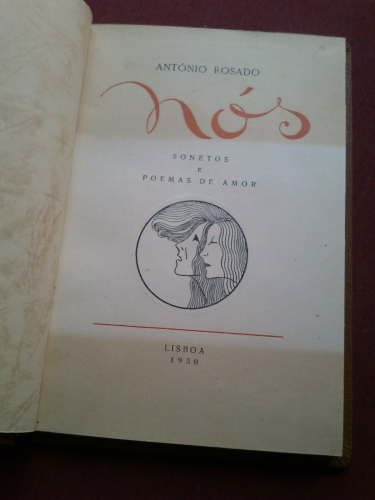 ANTÓNIO ROSADO
nós
SONETOS
E
POEMAS DE AMOR
LISBOA
1950